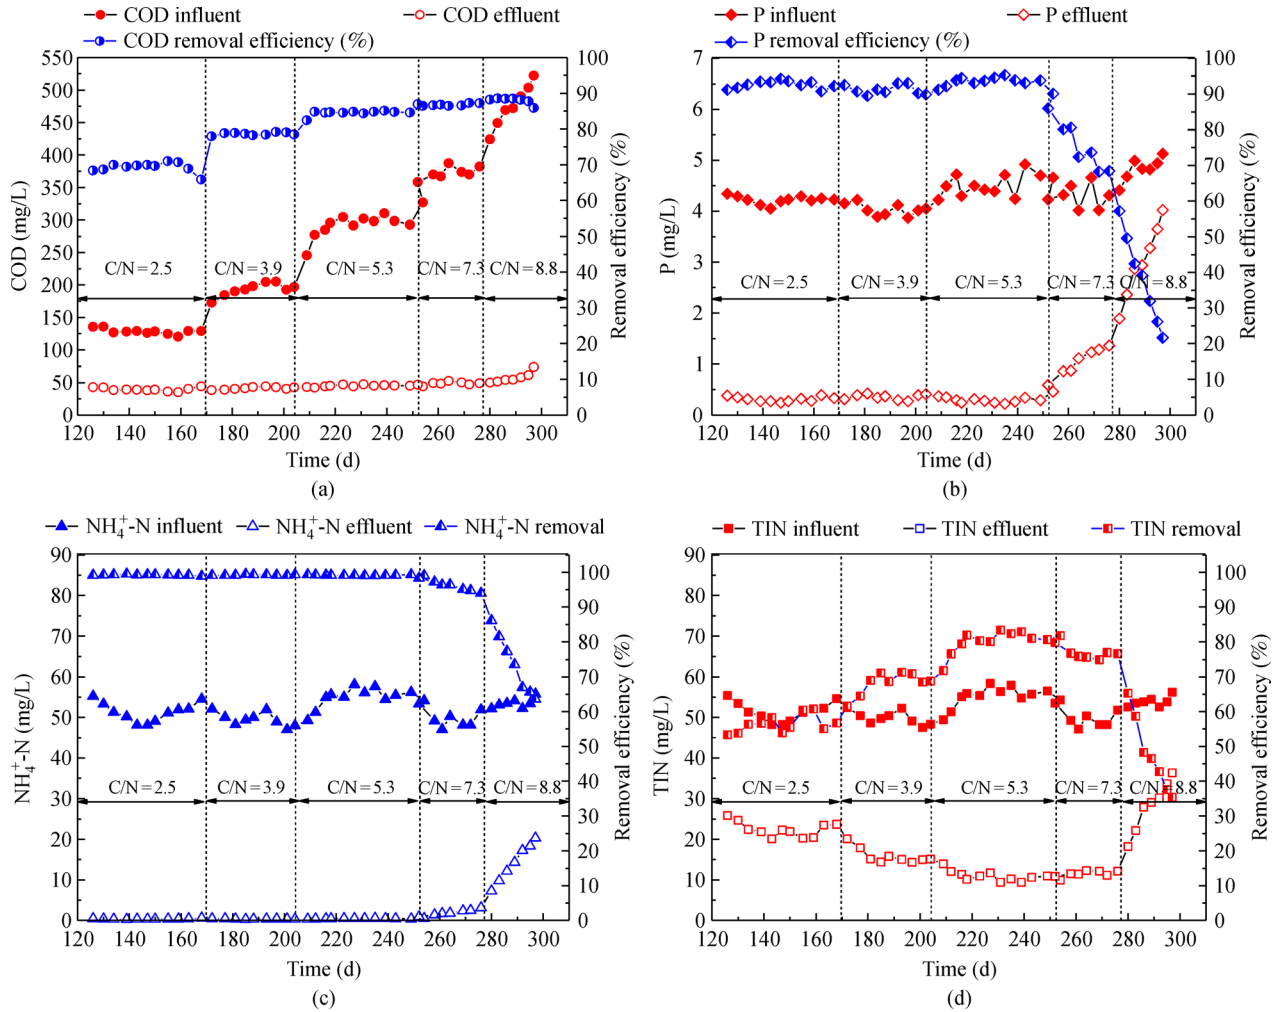 COD influent COD effluent
COD removal efficiency (%)
550 500 450 400 350 300 250 200 150 100 50 0
COD (mg/L)
100 90 80 70 60 50 40 30 20 10 0
Removal efficiency (%)
C/N = 2.5 C/N = 3.9 C/N = 5.3 C/N = 7.3 C/N = 8.8
120 140 160 180 200 220 240 260 280 300
Time (d)
(a)
P influent P effluent
P removal efficiency (%)
7 6 5 4 3 2 1 0
P (mg/L)
100 90 80 70 60 50 40 30 20 10 0
Removal efficiency (%)
C/N = 2.5 C/N = 3.9 C/N = 5.3 C/N = 7.3 C/N = 8.8
120 140 160 180 200 220 240 260 280 300
Time (d)
(b)
NH₄⁺-N influent NH₄⁺-N effluent NH₄⁺-N removal
90 80 70 60 50 40 30 20 10 0
NH₄⁺-N (mg/L)
100 90 80 70 60 50 40 30 20 10 0
Removal efficiency (%)
C/N = 2.5 C/N = 3.9 C/N = 5.3 C/N = 7.3 C/N = 8.8
120 140 160 180 200 220 240 260 280 300
Time (d)
(c)
TIN influent TIN effluent TIN removal
90 80 70 60 50 40 30 20 10 0
TIN (mg/L)
100 90 80 70 60 50 40 30 20 10 0
Removal efficiency (%)
C/N = 2.5 C/N = 3.9 C/N = 5.3 C/N = 7.3 C/N = 8.8
120 140 160 180 200 220 240 260 280 300
Time (d)
(d)